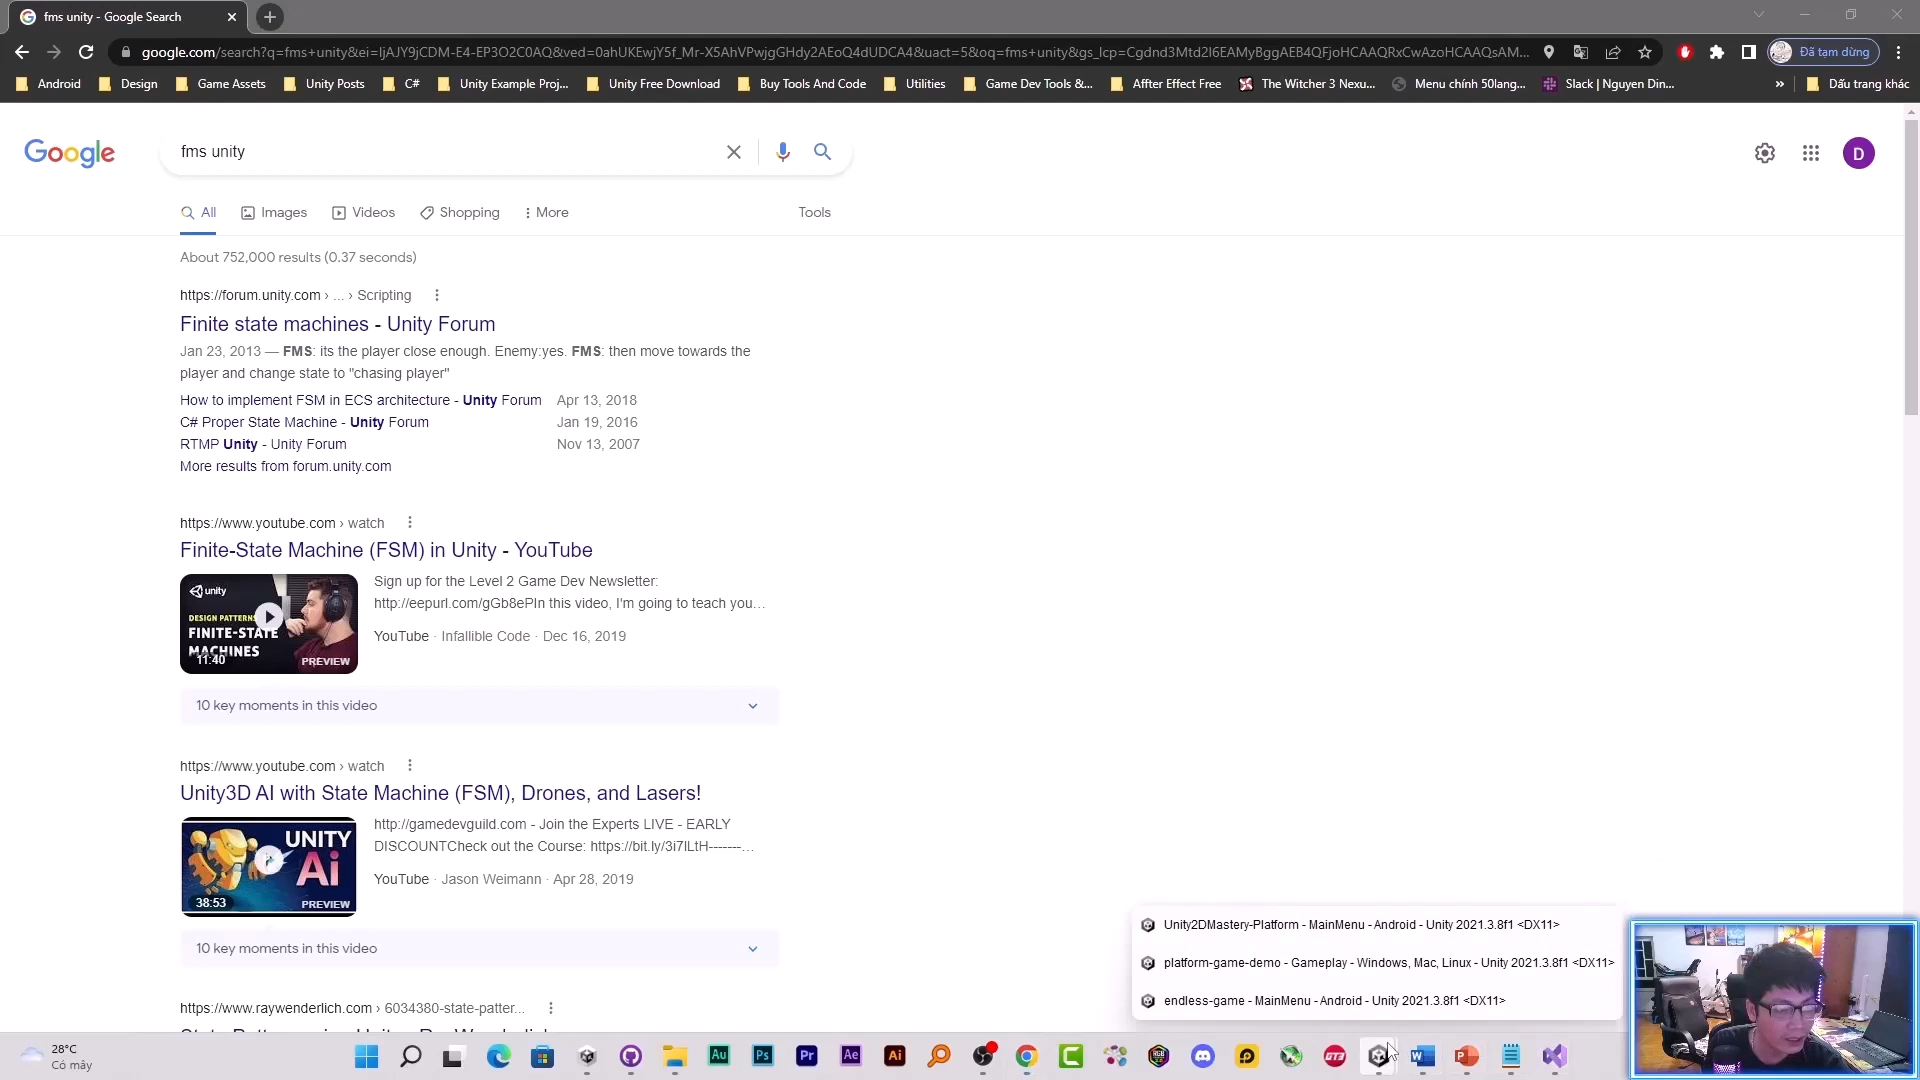 fms unity - Google Search
google.com/search?q=fms+unity&ei=IjAJY9jCDM-E4-EP3O2C0AQ&ved=0ahUKEwjY5f_Mr-X5AhVPwjgGHdy2AEoQ4dUDCA4&uact=5&oq=fms+unity&gs_lcp=Cgdnd3Mtd2l6EAMyBggAEB4QFjoHCAAQRxCwAzoHCAAQsAM...
Đã tạm dừng
Android
Design
Game Assets
Unity Posts
C#
Unity Example Proj...
Unity Free Download
Buy Tools And Code
Utilities
Game Dev Tools &...
Affter Effect Free
The Witcher 3 Nexu...
Menu chính 50lang...
Slack | Nguyen Din...
»
Dấu trang khác
Google
fms unity
D
All
Images
Videos
Shopping
More
Tools
About 752,000 results (0.37 seconds)
https://forum.unity.com › ... › Scripting
Finite state machines - Unity Forum
Jan 23, 2013 — FMS: its the player close enough. Enemy:yes. FMS: then move towards the
player and change state to "chasing player"
How to implement FSM in ECS architecture - Unity Forum Apr 13, 2018
C# Proper State Machine - Unity Forum Jan 19, 2016
RTMP Unity - Unity Forum Nov 13, 2007
More results from forum.unity.com
https://www.youtube.com › watch
Finite-State Machine (FSM) in Unity - YouTube
unity
DESIGN PATTERNS
FINITE-STATE
MACHINES
11:40
PREVIEW
Sign up for the Level 2 Game Dev Newsletter:
http://eepurl.com/gGb8ePIn this video, I'm going to teach you...
YouTube · Infallible Code · Dec 16, 2019
10 key moments in this video
https://www.youtube.com › watch
Unity3D AI with State Machine (FSM), Drones, and Lasers!
UNITY
Ai
38:53
PREVIEW
http://gamedevguild.com - Join the Experts LIVE - EARLY
DISCOUNTCheck out the Course: https://bit.ly/3i7lLtH-------...
YouTube · Jason Weimann · Apr 28, 2019
10 key moments in this video
https://www.raywenderlich.com › 6034380-state-patter...
Unity2DMastery-Platform - MainMenu - Android - Unity 2021.3.8f1 <DX11>
platform-game-demo - Gameplay - Windows, Mac, Linux - Unity 2021.3.8f1 <DX11>
endless-game - MainMenu - Android - Unity 2021.3.8f1 <DX11>
28°C
Có mây
Au
Ps
Pr
Ae
Ai